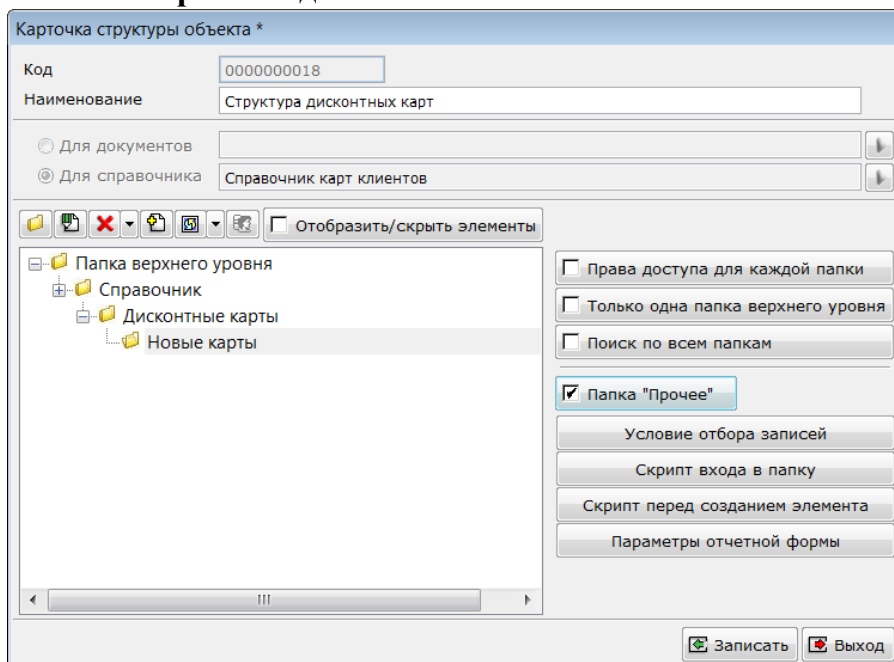 Карточка структуры объекта *
Код 0000000018
Наименование Структура дисконтных карт
Для документов
Для справочника Справочник карт клиентов
Отобразить/скрыть элементы
Папка верхнего уровня
Справочник
Дисконтные карты
Новые карты
Права доступа для каждой папки
Только одна папка верхнего уровня
Поиск по всем папкам
Папка "Прочее"
Условие отбора записей
Скрипт входа в папку
Скрипт перед созданием элемента
Параметры отчетной формы
Записать Выход